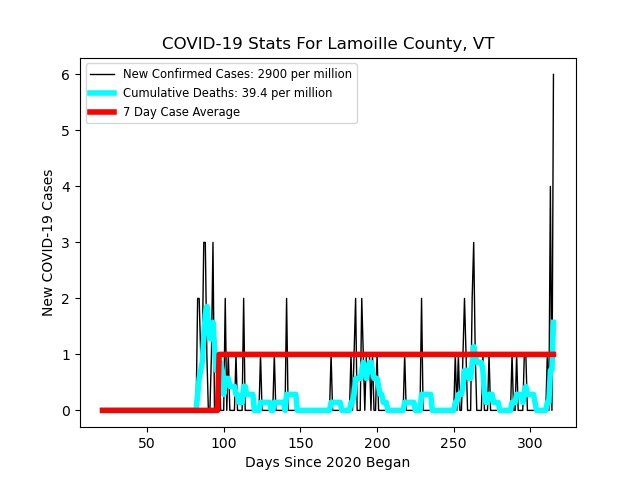 COVID-19 Stats For Lamoille County, VT
New Confirmed Cases: 2900 per million
Cumulative Deaths: 39.4 per million
7 Day Case Average
New COVID-19 Cases
6
5
4
3
2
1
0
50 100 150 200 250 300
Days Since 2020 Began